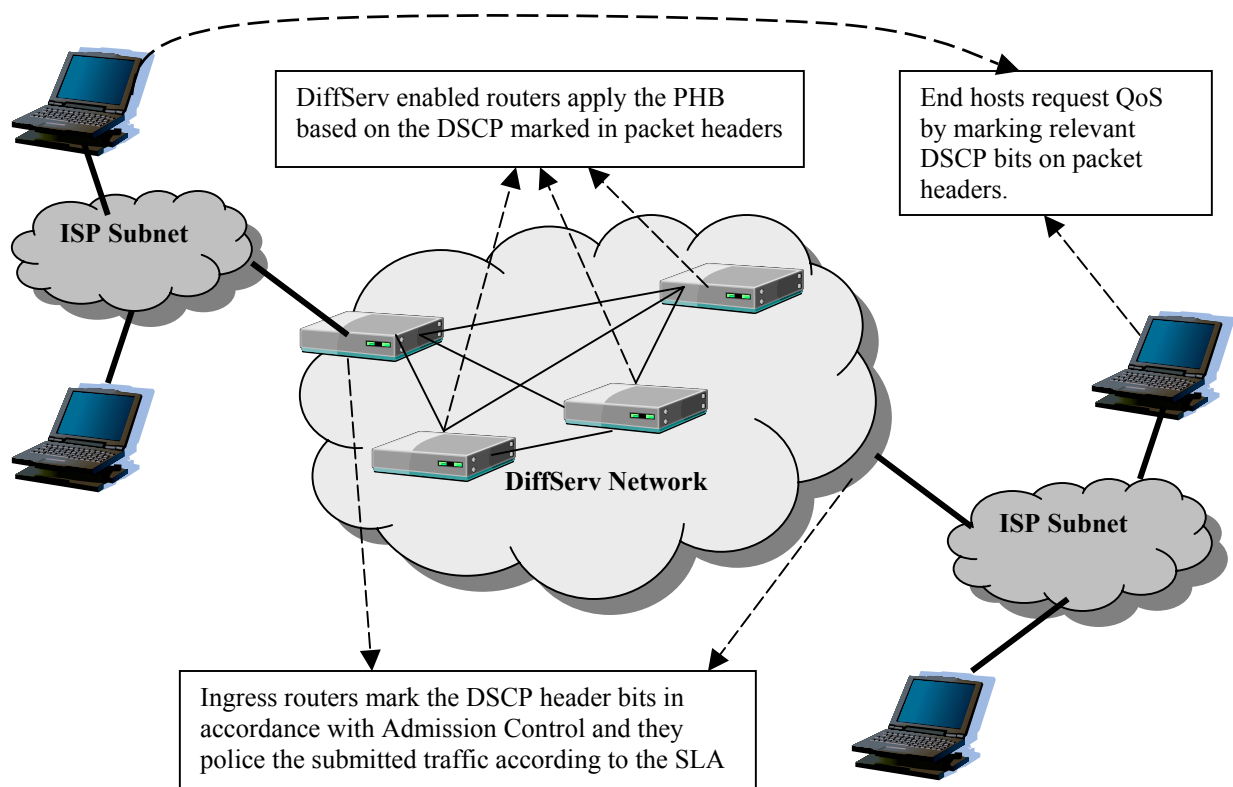 DiffServ enabled routers apply the PHB
based on the DSCP marked in packet headers
End hosts request QoS
by marking relevant
DSCP bits on packet
headers.
ISP Subnet
DiffServ Network
ISP Subnet
Ingress routers mark the DSCP header bits in
accordance with Admission Control and they
police the submitted traffic according to the SLA